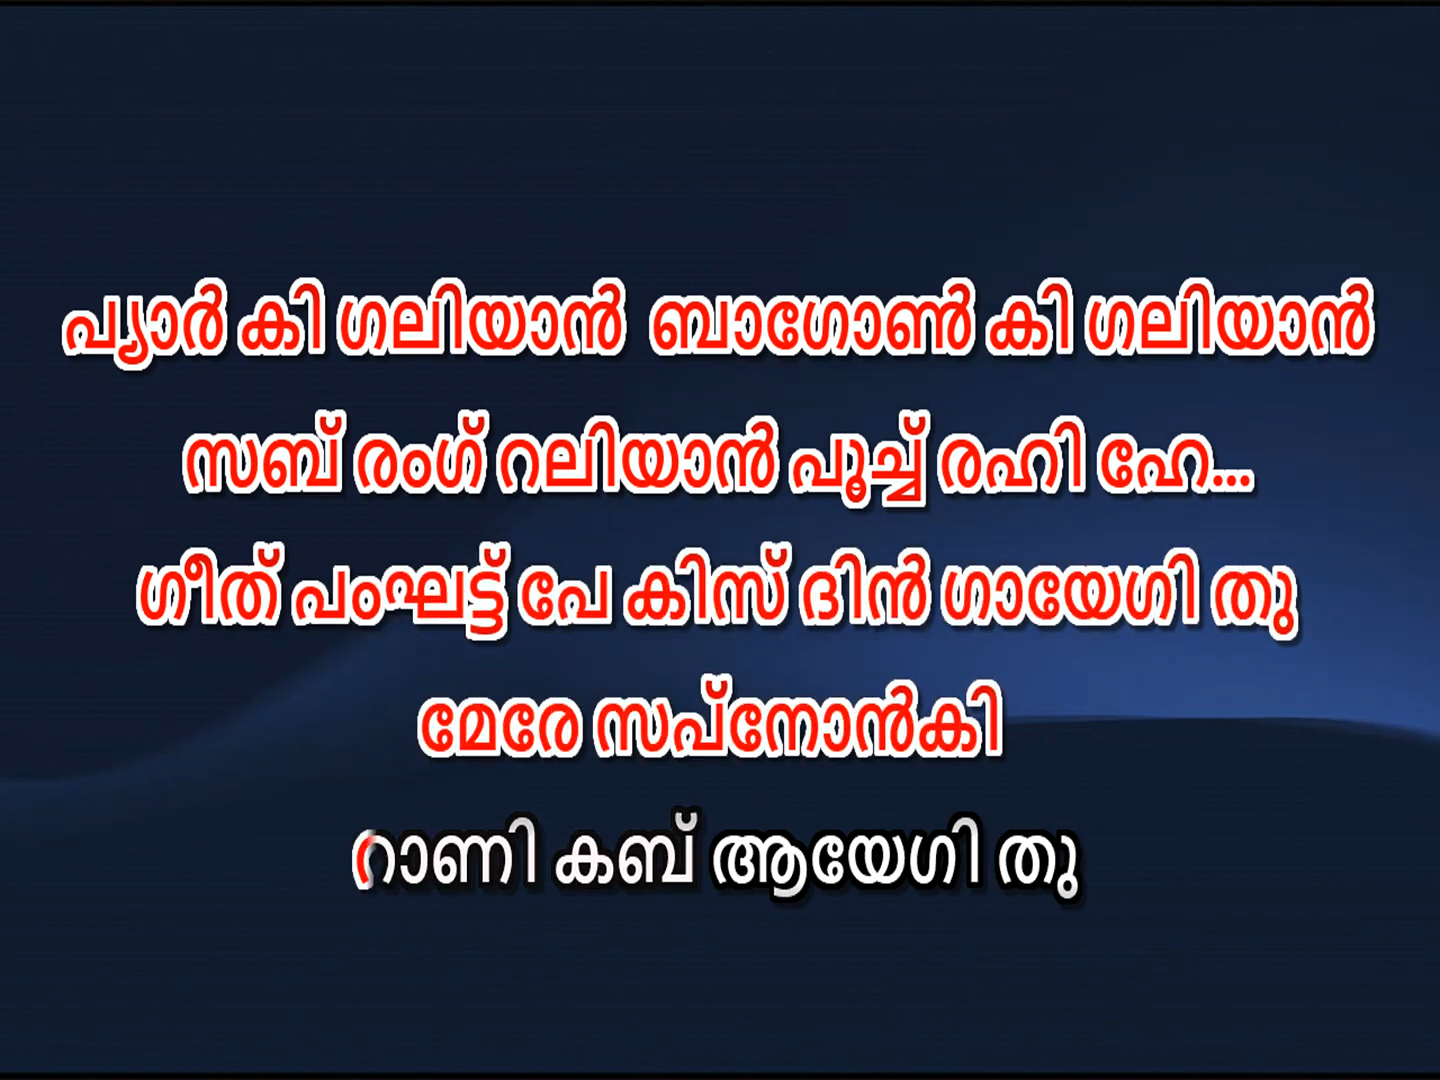 പ്യാർ കി ഗലിയാൻ ബാഗോൺ കി ഗലിയാൻ
സബ് രംഗ് റലിയാൻ പൂച്ച് രഹി ഹേ...
ഗീത് പംഘട്ട് പേ കിസ് ദിൻ ഗായേഗി തു
മേരേ സപ്നോൻകി
റാണി കബ് ആയേഗി തു